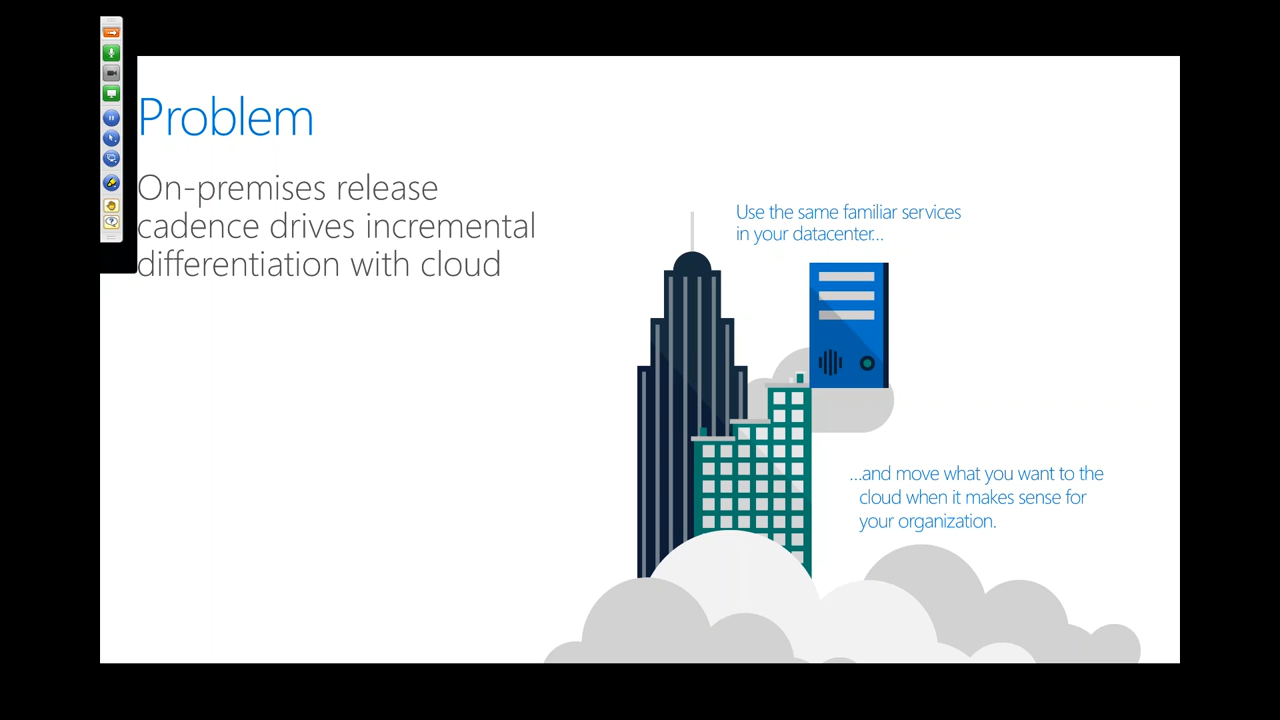 Problem
On-premises release
cadence drives incremental
differentiation with cloud
Use the same familiar services
in your datacenter...
...and move what you want to the
cloud when it makes sense for
your organization.